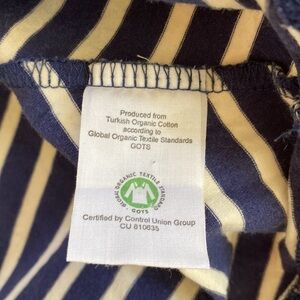 Produced from
Turkish Organic Cotton
according to
Global Organic Textile Standards
GOTS
GLOBAL ORGANIC TEXTILE STANDARD
GOTS
Certified by Control Union Group
CU 810635